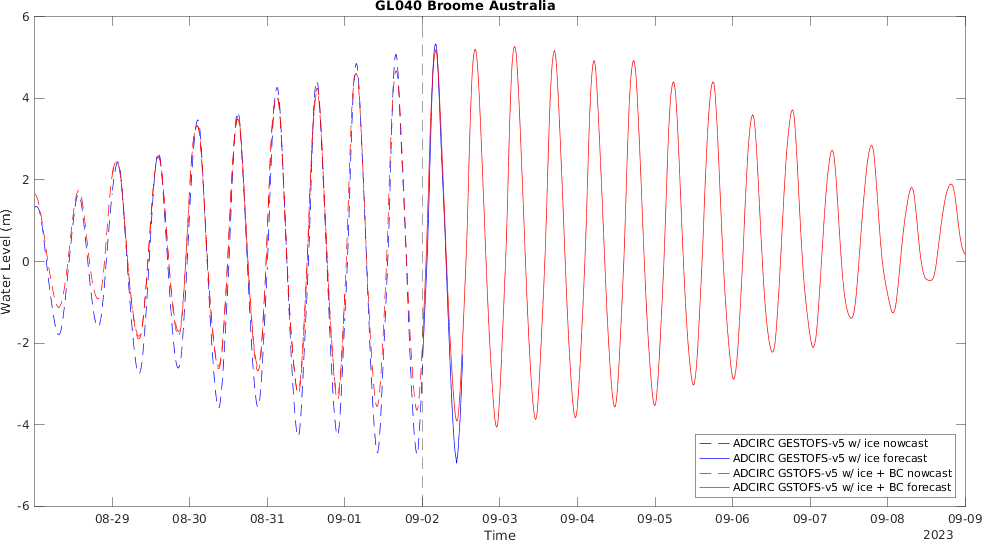 GL040 Broome Australia
6
4
2
0
-2
-4
-6
Water Level (m)
ADCIRC GESTOFS-v5 w/ ice nowcast
ADCIRC GESTOFS-v5 w/ ice forecast
ADCIRC GSTOFS-v5 w/ ice + BC nowcast
ADCIRC GSTOFS-v5 w/ ice + BC forecast
08-29 08-30 08-31 09-01 09-02 09-03 09-04 09-05 09-06 09-07 09-08 09-09
Time
2023